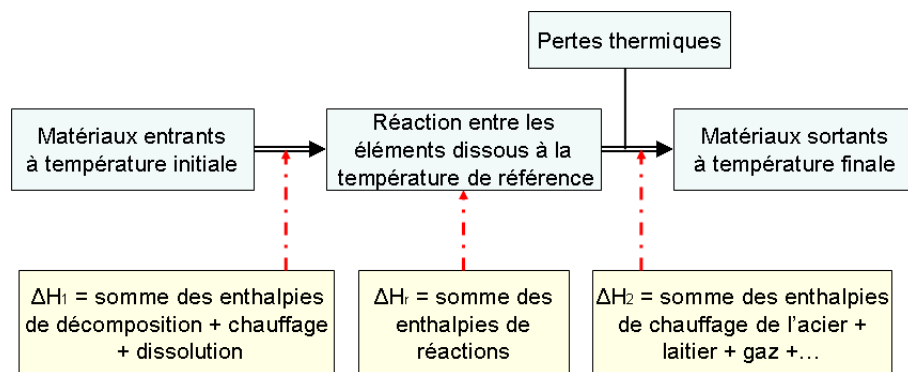 Pertes thermiques
Matériaux entrants
à température initiale
Réaction entre les
éléments dissous à la
température de référence
Matériaux sortants
à température finale
ΔH₁ = somme des enthalpies
de décomposition + chauffage
+ dissolution
ΔHᵣ = somme des
enthalpies de
réactions
ΔH₂ = somme des enthalpies
de chauffage de l’acier +
laitier + gaz +…